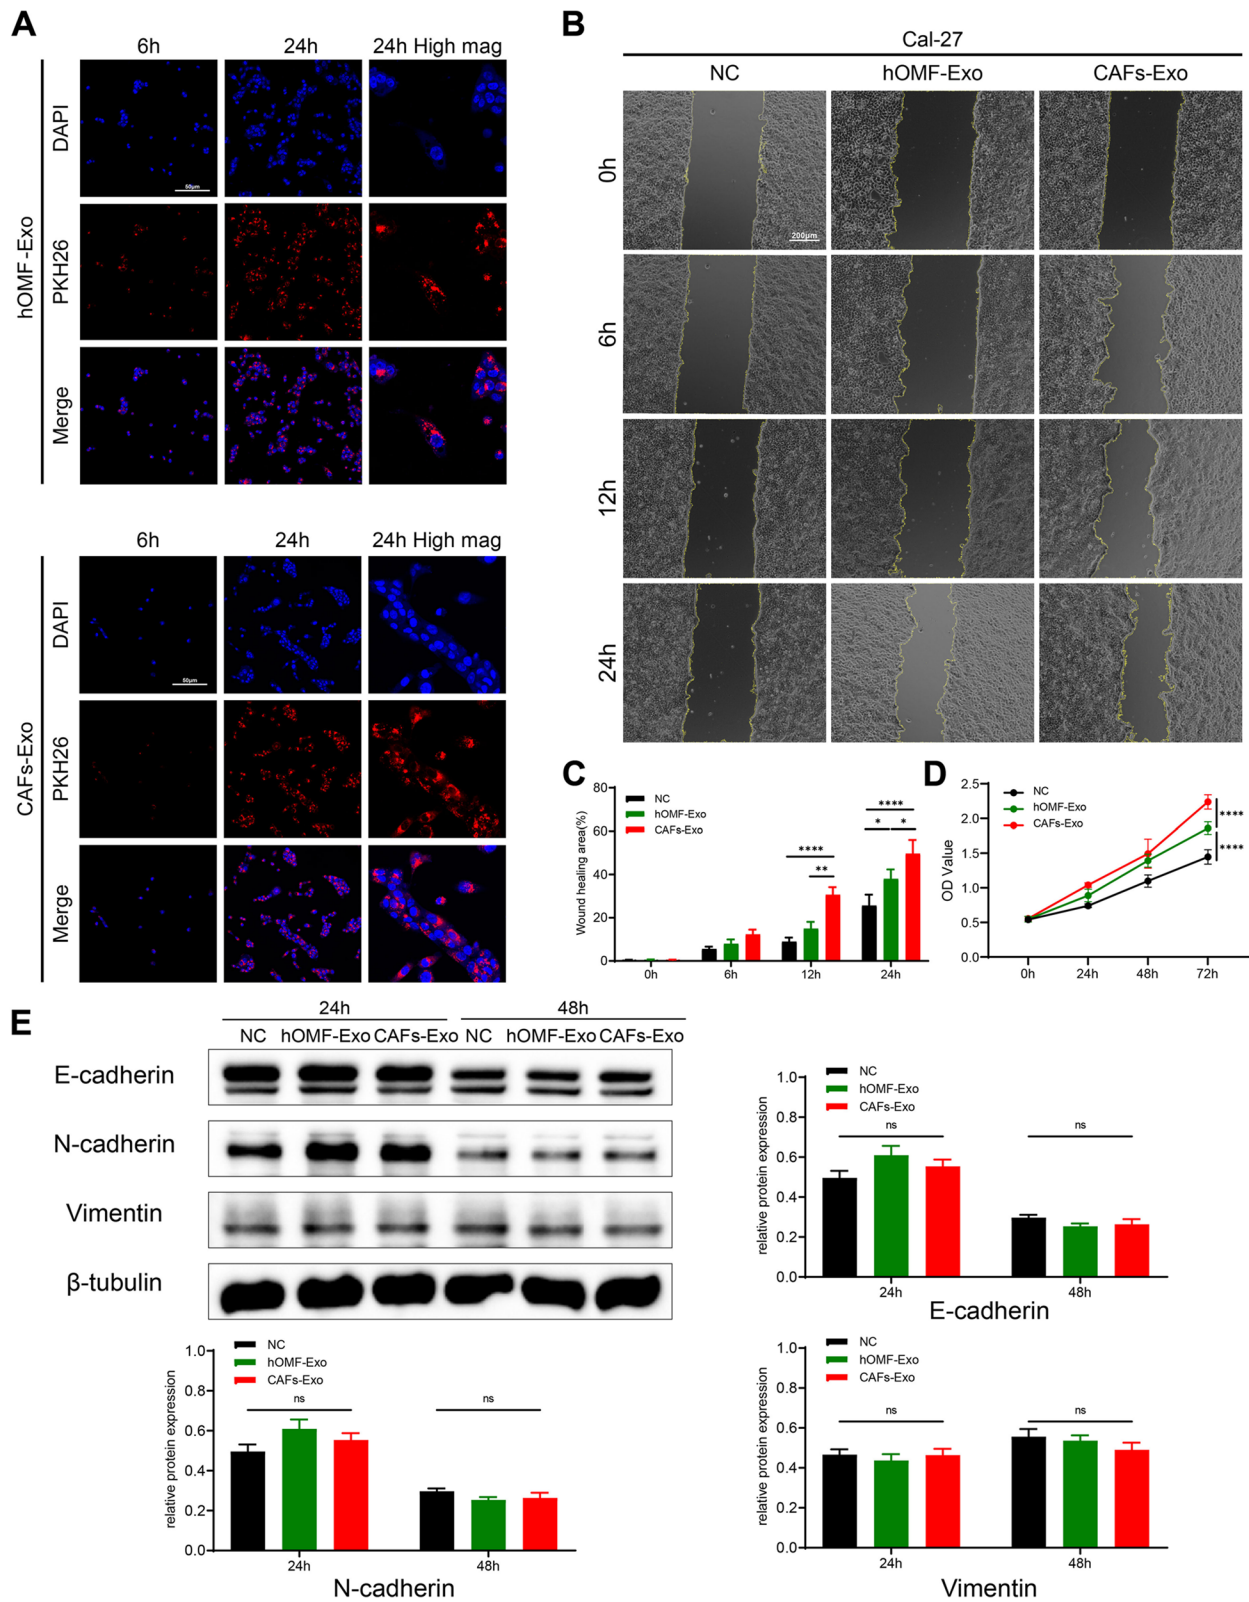 A
6h 24h 24h High mag
hOMF-Exo
DAPI
50μm
PKH26
Merge
6h 24h 24h High mag
CAFs-Exo
DAPI
50μm
PKH26
Merge
B
Cal-27
NC hOMF-Exo CAFs-Exo
0h
200μm
6h
12h
24h
C
Wound healing area(%)
80
60
40
20
0
NC
hOMF-Exo
CAFs-Exo
****
**
****
* *
0h 6h 12h 24h
D
OD Value
2.5
2.0
1.5
1.0
0.5
0.0
NC
hOMF-Exo
CAFs-Exo
****
****
0h 24h 48h 72h
E
24h 48h
NC hOMF-Exo CAFs-Exo NC hOMF-Exo CAFs-Exo
E-cadherin
N-cadherin
Vimentin
β-tubulin
relative protein expression
1.0
0.8
0.6
0.4
0.2
0.0
NC
hOMF-Exo
CAFs-Exo
ns ns
24h 48h
E-cadherin
relative protein expression
1.0
0.8
0.6
0.4
0.2
0.0
NC
hOMF-Exo
CAFs-Exo
ns ns
24h 48h
N-cadherin
relative protein expression
1.0
0.8
0.6
0.4
0.2
0.0
NC
hOMF-Exo
CAFs-Exo
ns ns
24h 48h
Vimentin